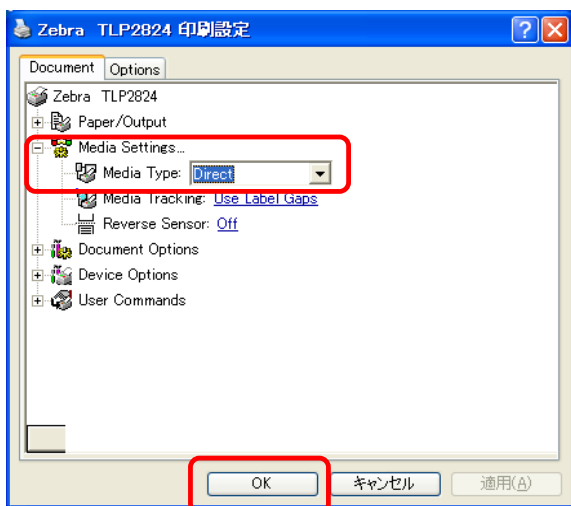 Zebra TLP2824 印刷設定
Document Options
Zebra TLP2824
Paper/Output
Media Settings...
Media Type: Direct
Media Tracking: Use Label Gaps
Reverse Sensor: Off
Document Options
Device Options
User Commands
OK キャンセル 適用(A)